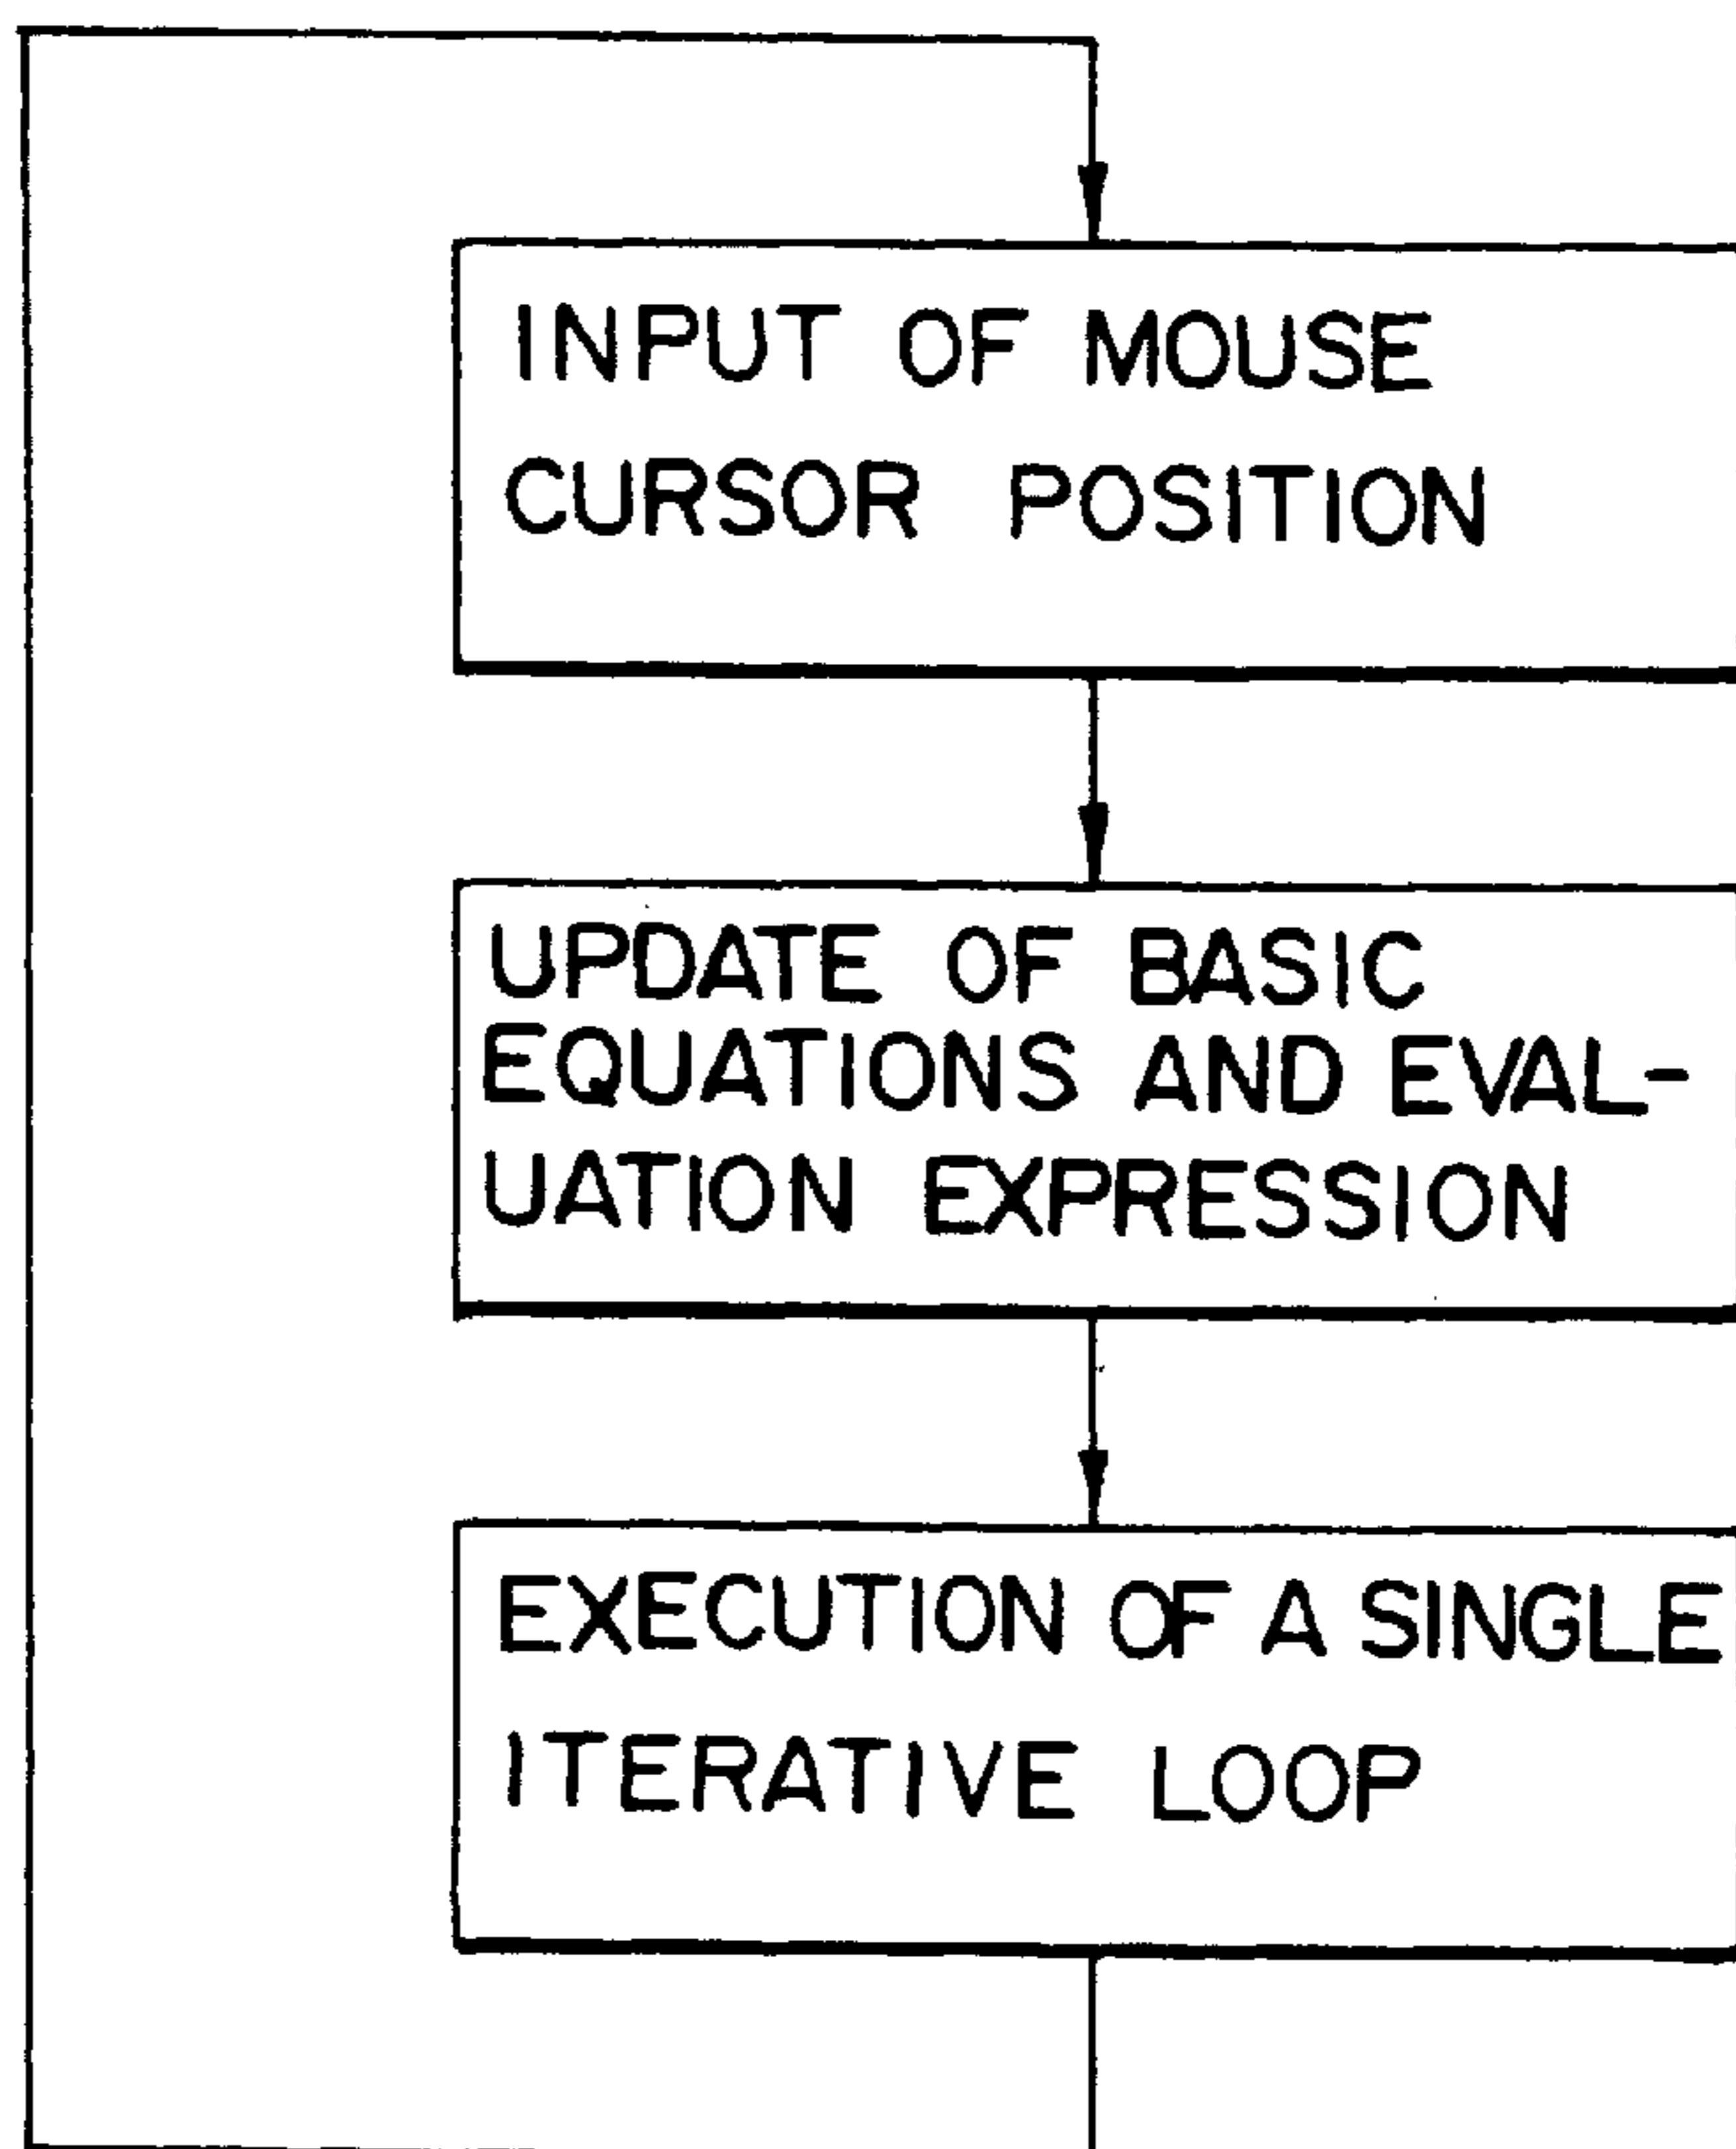 INPUT OF MOUSE
CURSOR POSITION
UPDATE OF BASIC
EQUATIONS AND EVAL-
UATION EXPRESSION
EXECUTION OF A SINGLE
ITERATIVE LOOP